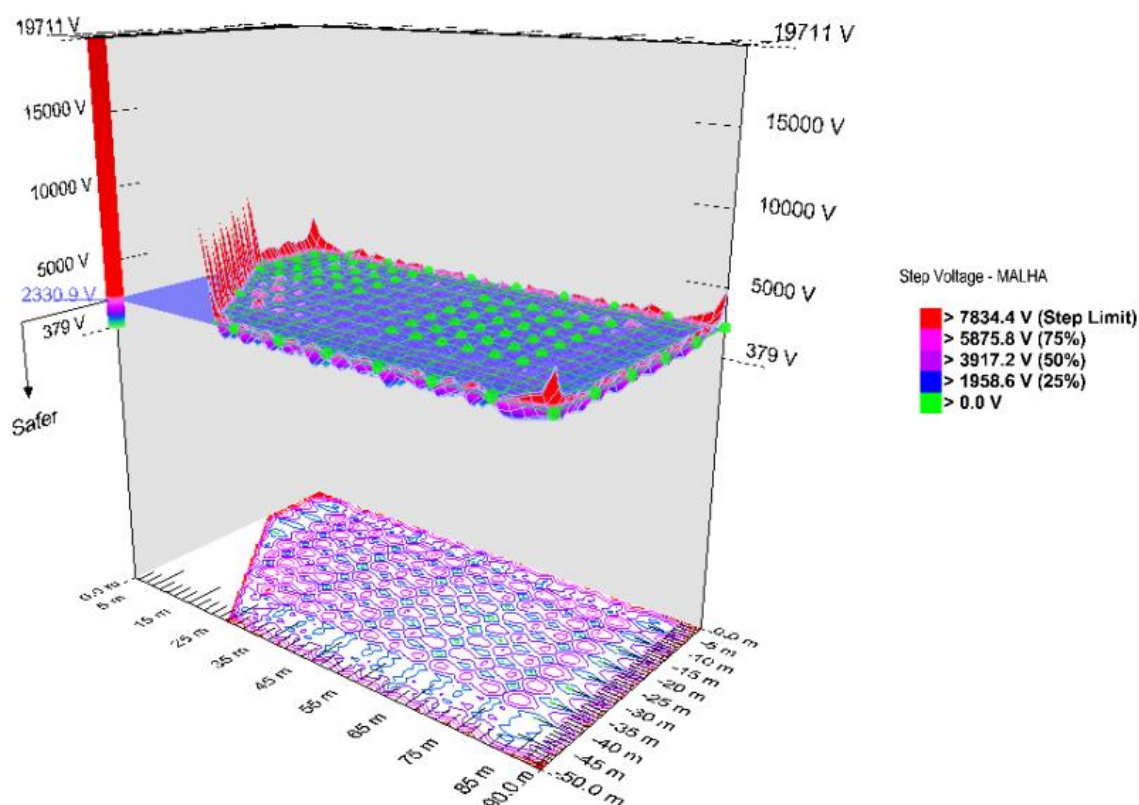 19711 V
15000 V
10000 V
5000 V
2330.9 V
379 V
Safer
19711 V
15000 V
10000 V
5000 V
379 V
Step Voltage - MALHA
> 7834.4 V (Step Limit)
> 5875.8 V (75%)
> 3917.2 V (50%)
> 1958.6 V (25%)
> 0.0 V
0.0 m
5 m
15 m
25 m
35 m
45 m
55 m
65 m
75 m
85 m
90.0 m
-0.0 m
-5 m
-10 m
-15 m
-20 m
-25 m
-30 m
-35 m
-40 m
-45 m
-50.0 m